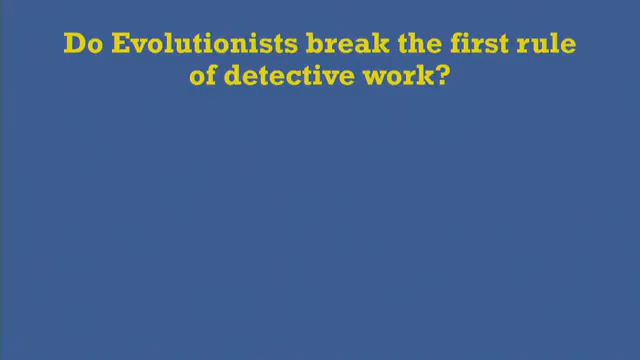 Do Evolutionists break the first rule
of detective work?